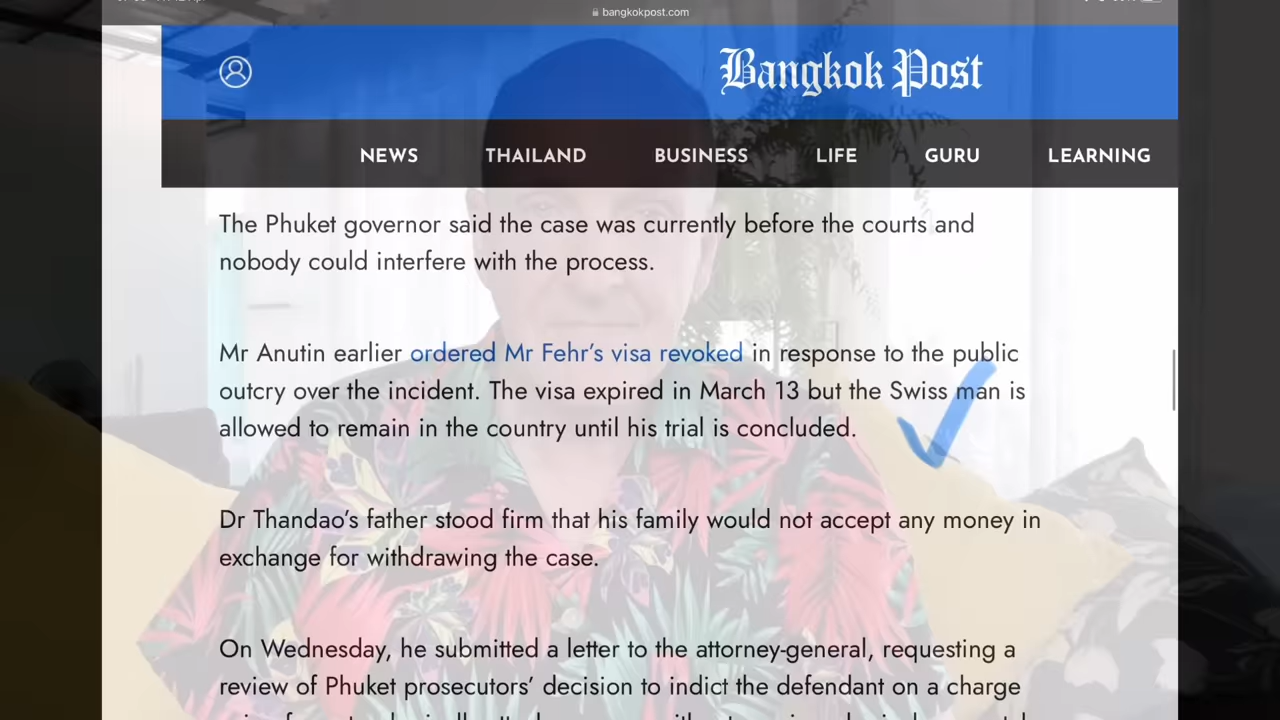 bangkokpost.com
Bangkok Post
NEWS THAILAND BUSINESS LIFE GURU LEARNING
The Phuket governor said the case was currently before the courts and
nobody could interfere with the process.
Mr Anutin earlier ordered Mr Fehr's visa revoked in response to the public
outcry over the incident. The visa expired in March 13 but the Swiss man is
allowed to remain in the country until his trial is concluded.
Dr Thandao's father stood firm that his family would not accept any money in
exchange for withdrawing the case.
On Wednesday, he submitted a letter to the attorney-general, requesting a
review of Phuket prosecutors' decision to indict the defendant on a charge